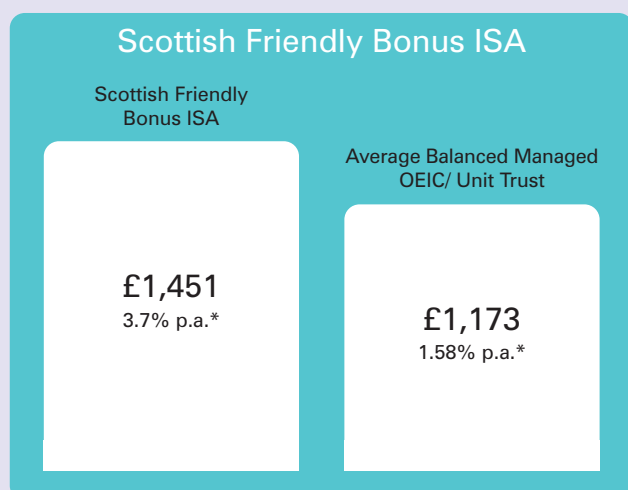 Scottish Friendly Bonus ISA
Scottish Friendly
Bonus ISA
£1,451
3.7% p.a.*
Average Balanced Managed
OEIC/ Unit Trust
£1,173
1.58% p.a.*